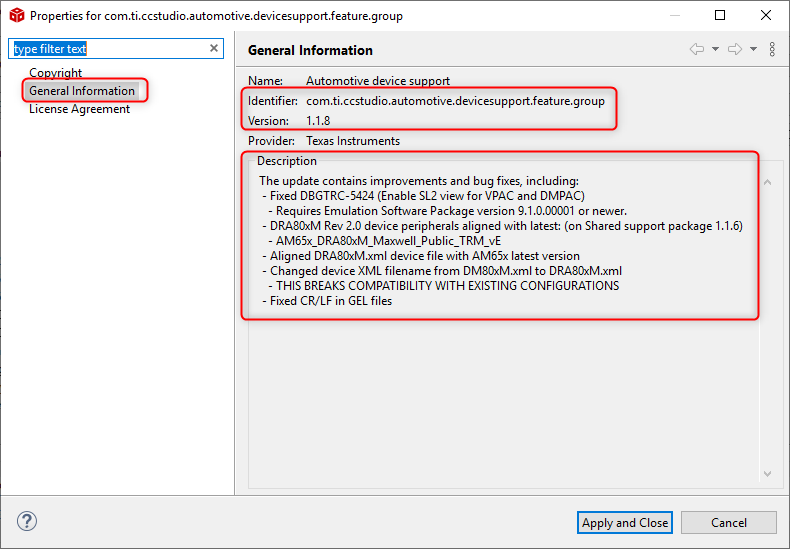 Properties for com.ti.ccstudio.automotive.devicesupport.feature.group
type filter text
Copyright
General Information
License Agreement
General Information
Name: Automotive device support
Identifier: com.ti.ccstudio.automotive.devicesupport.feature.group
Version: 1.1.8
Provider: Texas Instruments
Description
The update contains improvements and bug fixes, including:
- Fixed DBGTRC-5424 (Enable SL2 view for VPAC and DMPAC)
- Requires Emulation Software Package version 9.1.0.00001 or newer.
- DRA80xM Rev 2.0 device peripherals aligned with latest: (on Shared support package 1.1.6)
- AM65x_DRA80xM_Maxwell_Public_TRM_vE
- Aligned DRA80xM.xml device file with AM65x latest version
- Changed device XML filename from DM80xM.xml to DRA80xM.xml
- THIS BREAKS COMPATIBILITY WITH EXISTING CONFIGURATIONS
- Fixed CR/LF in GEL files
Apply and Close
Cancel